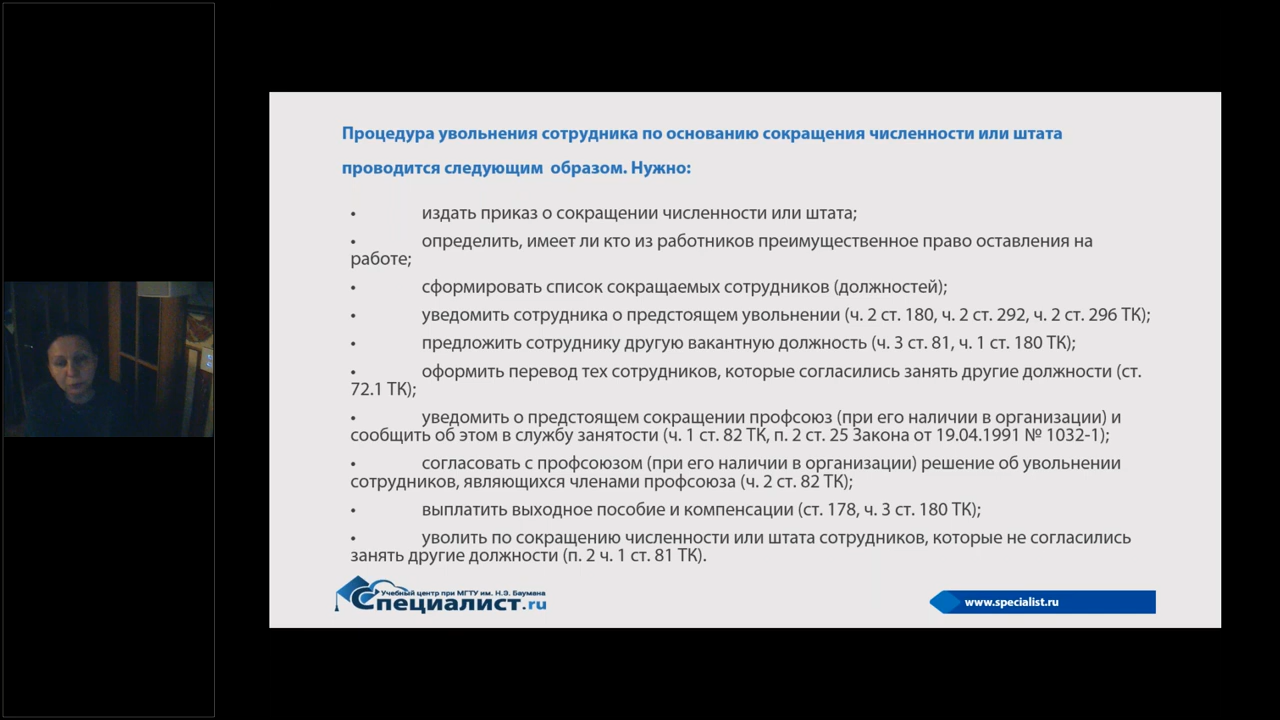 Процедура увольнения сотрудника по основанию сокращения численности или штата
проводится следующим образом. Нужно:
• издать приказ о сокращении численности или штата;
• определить, имеет ли кто из работников преимущественное право оставления на
работе;
• сформировать список сокращаемых сотрудников (должностей);
• уведомить сотрудника о предстоящем увольнении (ч. 2 ст. 180, ч. 2 ст. 292, ч. 2 ст. 296 ТК);
• предложить сотруднику другую вакантную должность (ч. 3 ст. 81, ч. 1 ст. 180 ТК);
• оформить перевод тех сотрудников, которые согласились занять другие должности (ст.
72.1 ТК);
• уведомить о предстоящем сокращении профсоюз (при его наличии в организации) и
сообщить об этом в службу занятости (ч. 1 ст. 82 ТК, п. 2 ст. 25 Закона от 19.04.1991 № 1032-1);
• согласовать с профсоюзом (при его наличии в организации) решение об увольнении
сотрудников, являющихся членами профсоюза (ч. 2 ст. 82 ТК);
• выплатить выходное пособие и компенсации (ст. 178, ч. 3 ст. 180 ТК);
• уволить по сокращению численности или штата сотрудников, которые не согласились
занять другие должности (п. 2 ч. 1 ст. 81 ТК).
Учебный центр при МГТУ им. Н.Э. Баумана
Специалист.ru
www.specialist.ru